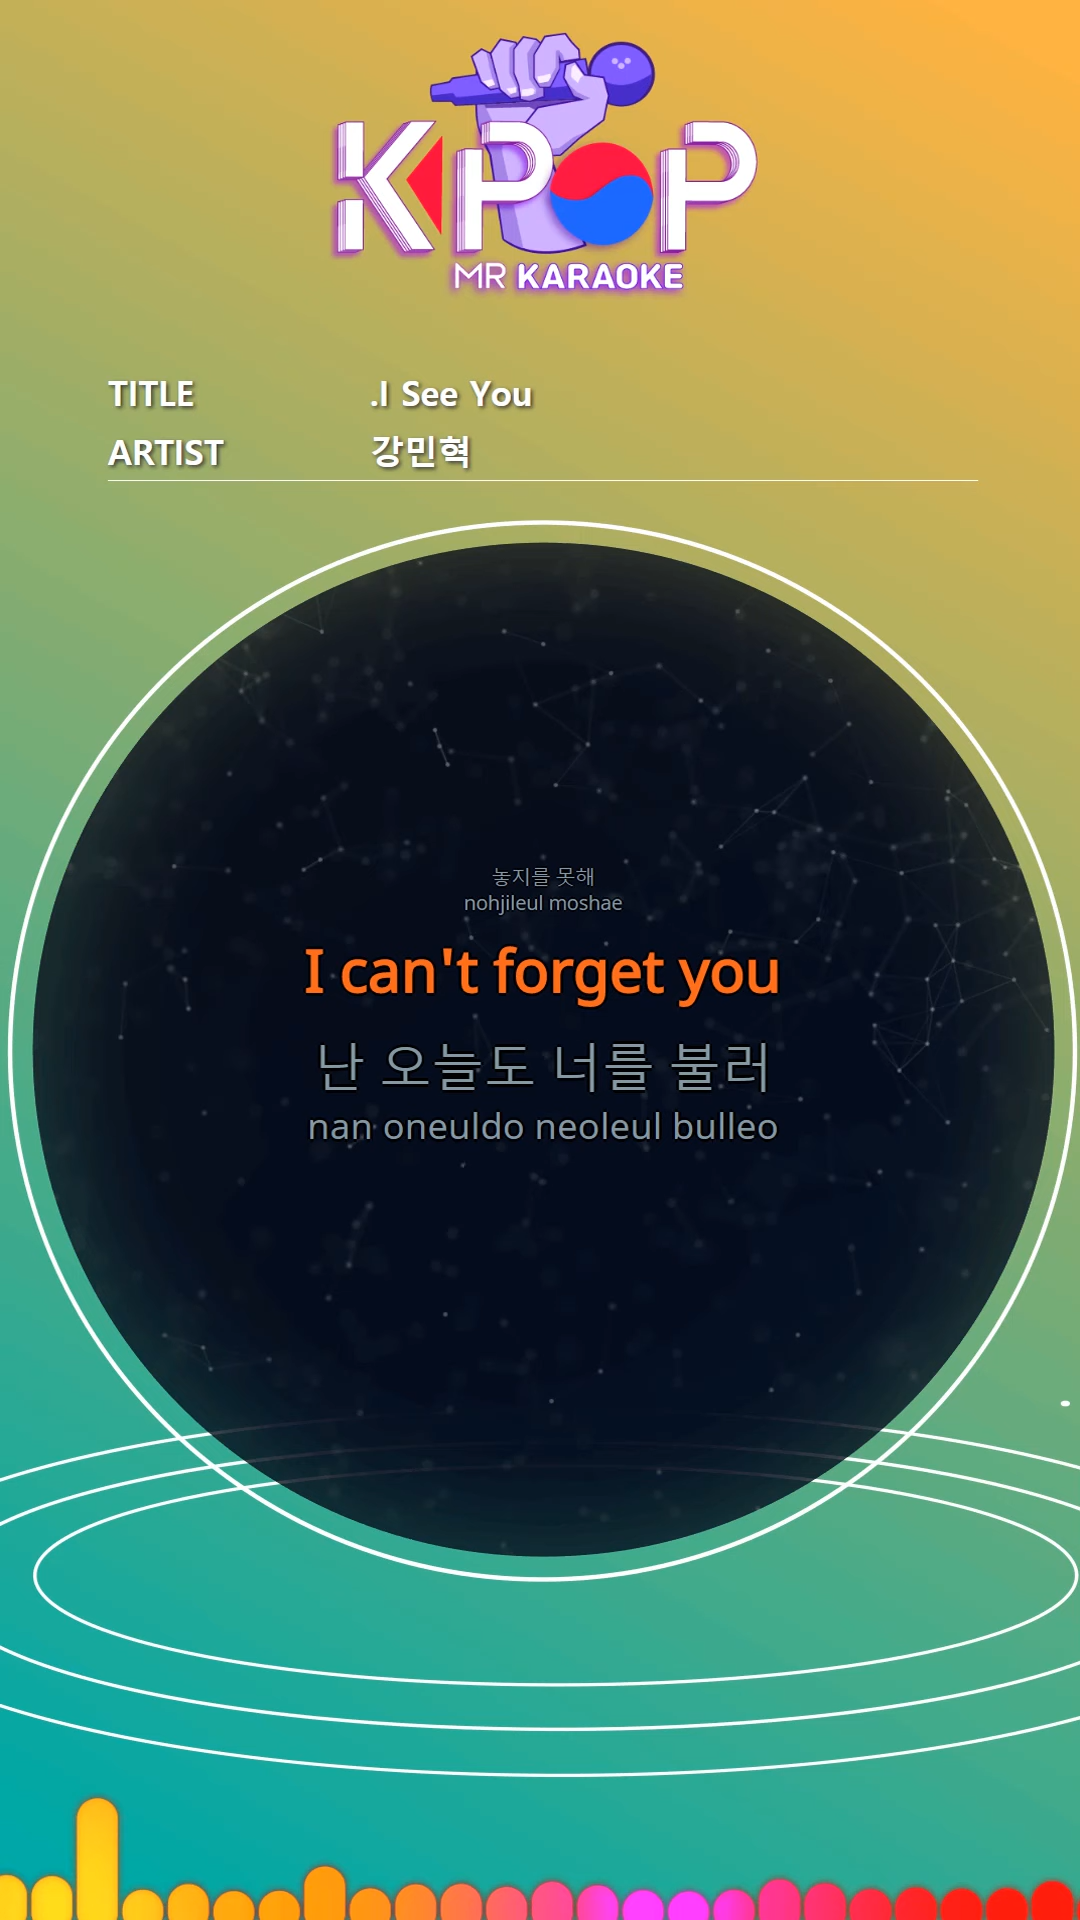 KPOP
MR KARAOKE
TITLE .I See You
ARTIST 강민혁
놓지를 못해
nohjileul moshae
I can't forget you
난 오늘도 너를 불러
nan oneuldo neoleul bulleo